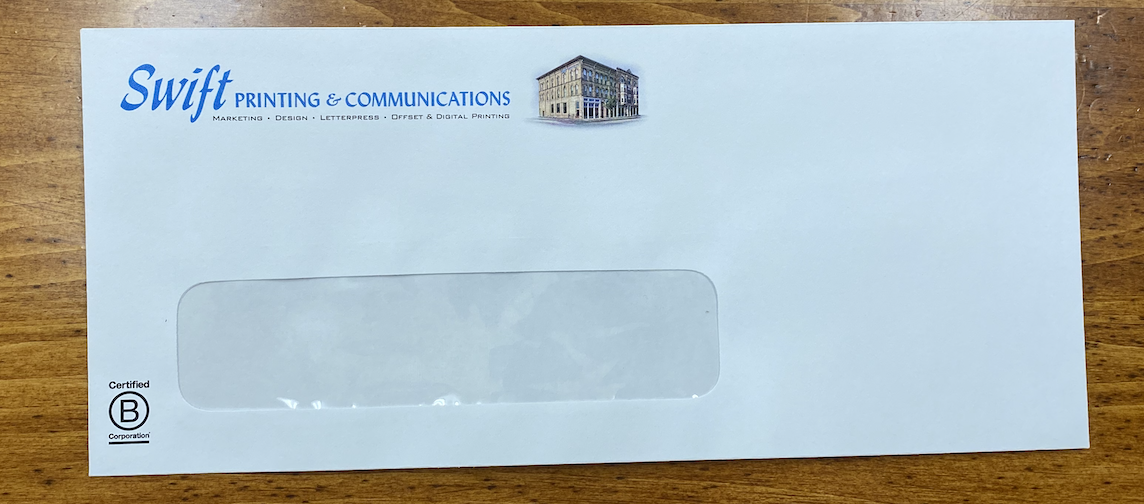 Swift PRINTING & COMMUNICATIONS
MARKETING • DESIGN • LETTERPRESS • OFFSET & DIGITAL PRINTING
Certified
B
Corporation